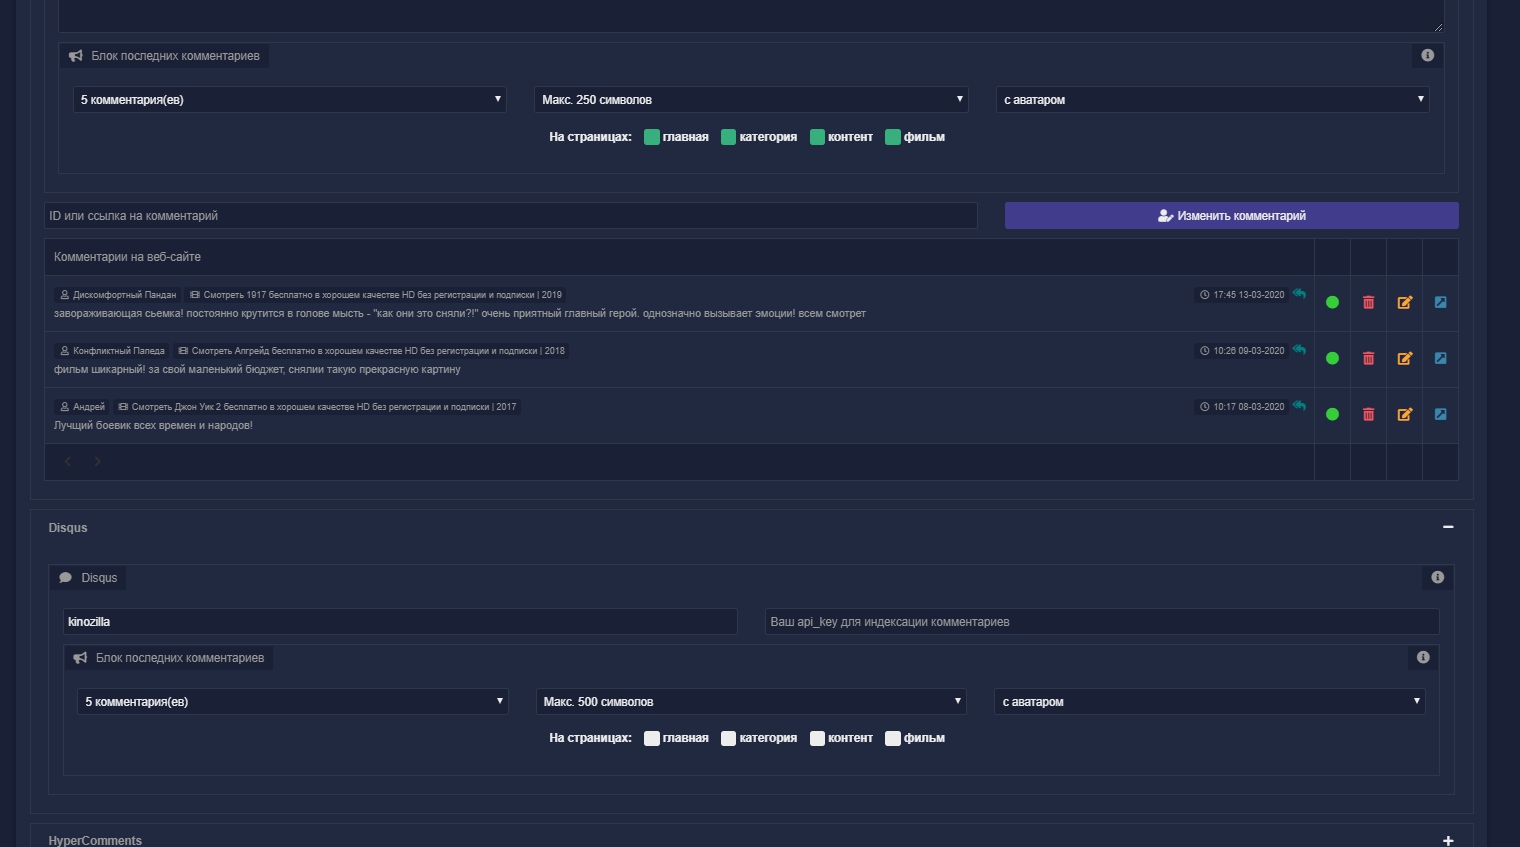 Блок последних комментариев
5 комментария(ев) Макс. 250 символов с аватаром
На страницах: главная категория контент фильм
ID или ссылка на комментарий Изменить комментарий
Комментарии на веб-сайте
Дискомфортный Пандан Смотреть 1917 бесплатно в хорошем качестве HD без регистрации и подписки | 2019 17:45 13-03-2020
завораживающая сьемка! постоянно крутится в голове мысть - "как они это сняли?!" очень приятный главный герой. однозначно вызывает эмоции! всем смотрет
Конфликтный Папеда Смотреть Апгрейд бесплатно в хорошем качестве HD без регистрации и подписки | 2018 10:26 09-03-2020
фильм шикарный! за свой маленький бюджет, снялии такую прекрасную картину
Андрей Смотреть Джон Уик 2 бесплатно в хорошем качестве HD без регистрации и подписки | 2017 10:17 08-03-2020
Лучщий боевик всех времен и народов!
Disqus
Disqus
kinozilla Ваш api_key для индексации комментариев
Блок последних комментариев
5 комментария(ев) Макс. 500 символов с аватаром
На страницах: главная категория контент фильм
HyperComments